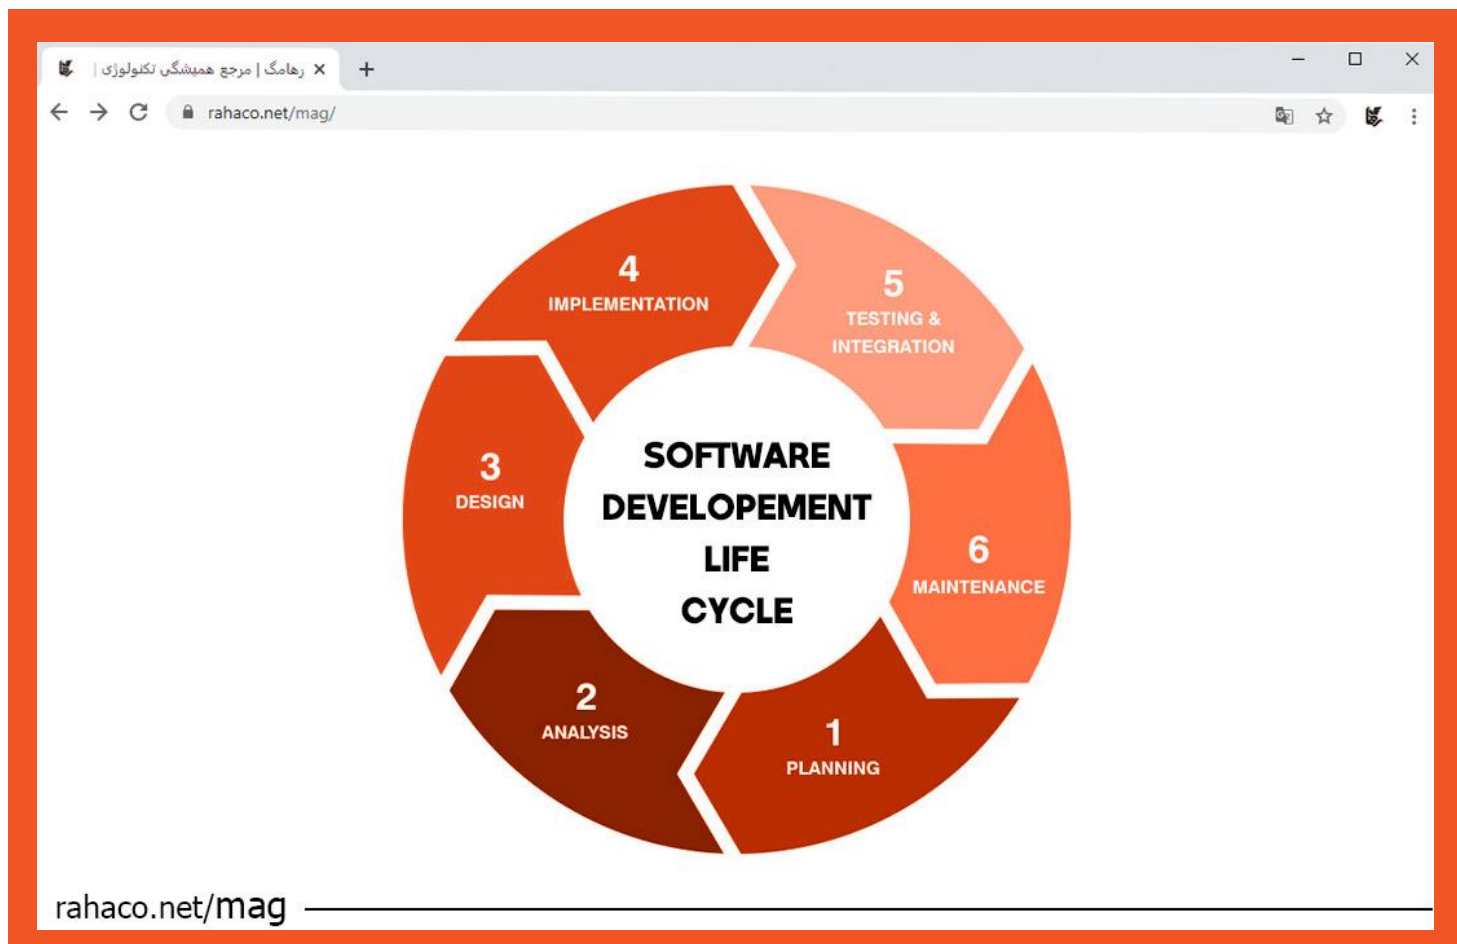 رهامگ | مرجع همیشگی تکنولوژی |
rahaco.net/mag/
4
IMPLEMENTATION
5
TESTING &
INTEGRATION
3
DESIGN
SOFTWARE
DEVELOPEMENT
LIFE
CYCLE
6
MAINTENANCE
2
ANALYSIS
1
PLANNING
rahaco.net/mag